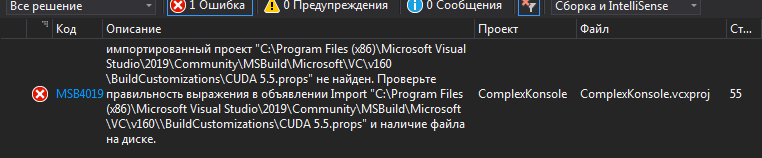 Все решение 1 Ошибка 0 Предупреждения 0 Сообщения Сборка и IntelliSense
Код Описание Проект Файл Ст...
импортированный проект "C:\Program Files (x86)\Microsoft Visual
Studio\2019\Community\MSBuild\Microsoft\VC\v160
\BuildCustomizations\CUDA 5.5.props" не найден. Проверьте
MSB4019 правильность выражения в объявлении Import "C:\Program Files ComplexKonsole ComplexKonsole.vcxproj 55
(x86)\Microsoft Visual Studio\2019\Community\MSBuild\Microsoft
\VC\v160\\BuildCustomizations\CUDA 5.5.props" и наличие файла
на диске.